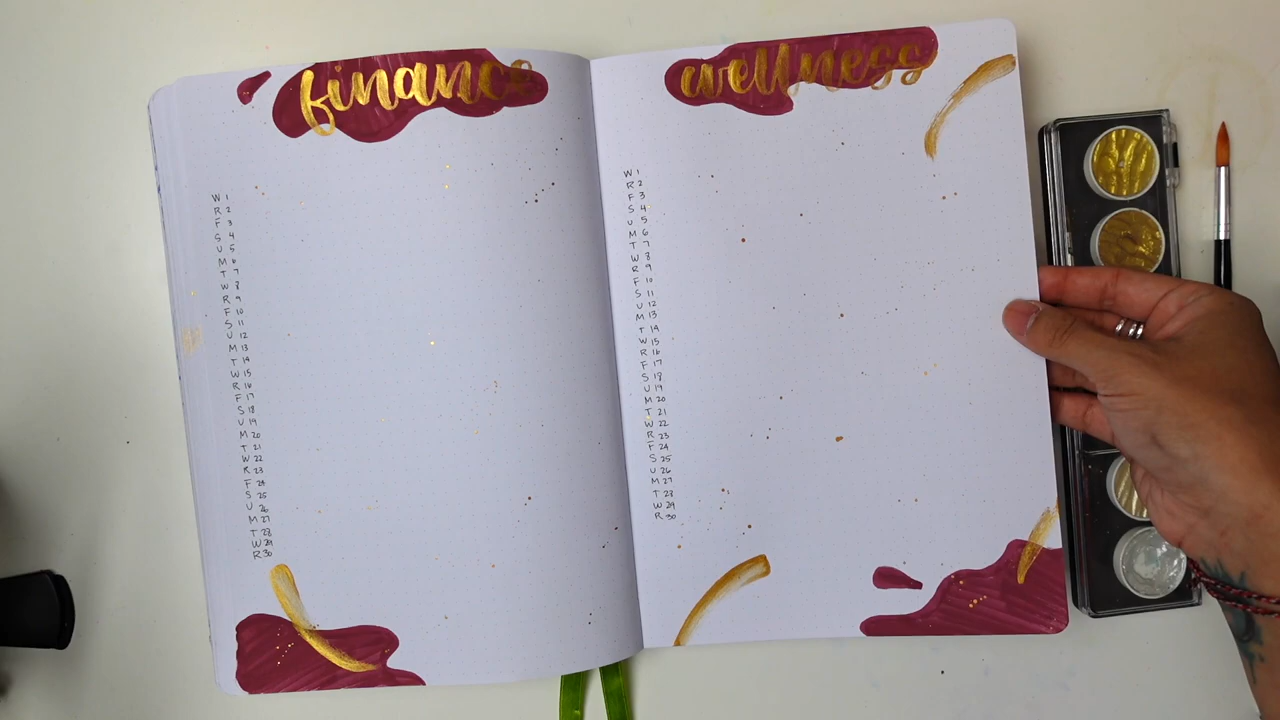 finance
W 1
R 2
F 3
S 4
U 5
M 6
T 7
W 8
R 9
F 10
S 11
U 12
M 13
T 14
W 15
R 16
F 17
S 18
U 19
M 20
T 21
W 22
R 23
F 24
S 25
U 26
M 27
T 28
W 29
R 30
wellness
W 1
R 2
F 3
S 4
U 5
M 6
T 7
W 8
R 9
F 10
S 11
U 12
M 13
T 14
W 15
R 16
F 17
S 18
U 19
M 20
T 21
W 22
R 23
F 24
S 25
U 26
M 27
T 28
W 29
R 30